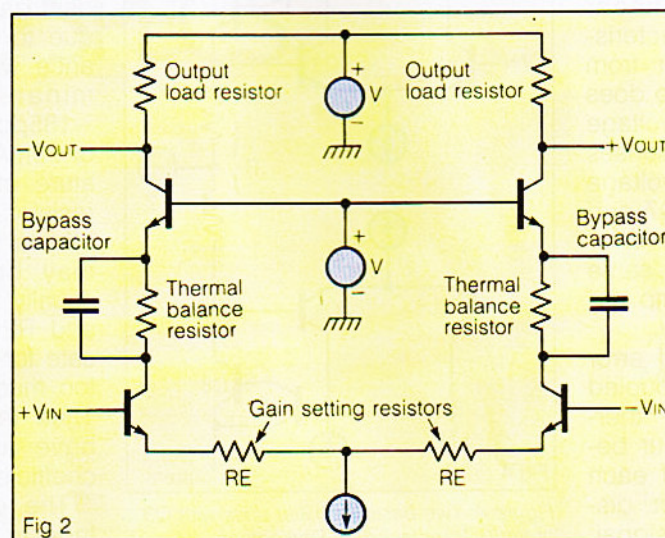 Output
load resistor
+
V
−
Output
load resistor
−VOUT
+VOUT
Bypass
capacitor
+
V
−
Bypass
capacitor
Thermal
balance
resistor
Thermal
balance
resistor
+VIN
Gain setting resistors
−VIN
RE
RE
Fig 2